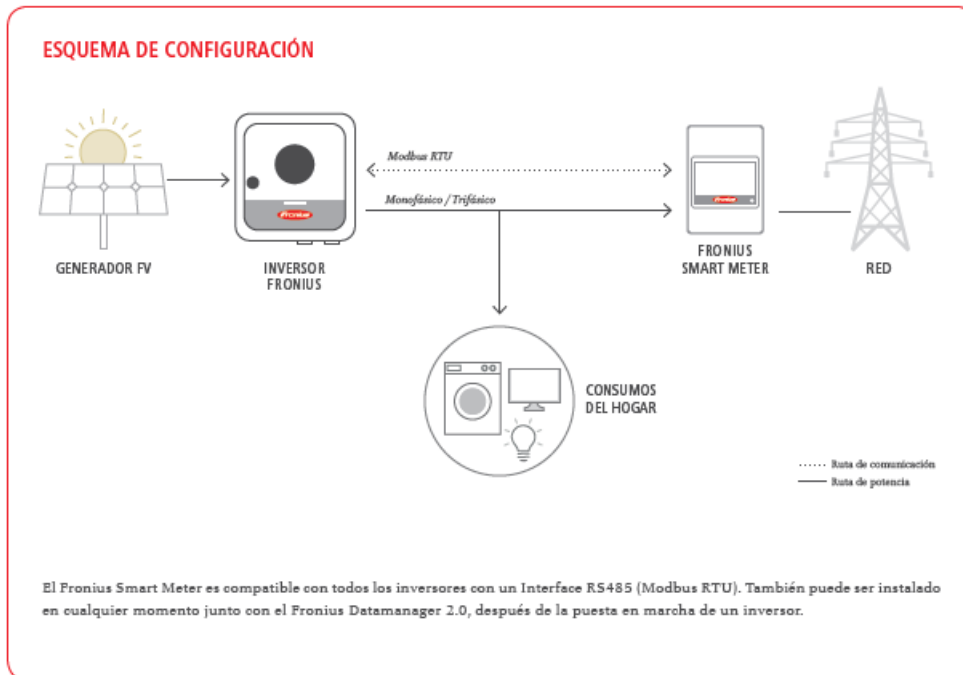 ESQUEMA DE CONFIGURACIÓN
Modbus RTU
Monofásico / Trifásico
Fronius
Fronius
GENERADOR FV
INVERSOR
FRONIUS
FRONIUS
SMART METER
RED
CONSUMOS
DEL HOGAR
Ruta de comunicación
Ruta de potencia
El Fronius Smart Meter es compatible con todos los inversores con un Interface RS485 (Modbus RTU). También puede ser instalado
en cualquier momento junto con el Fronius Datamanager 2.0, después de la puesta en marcha de un inversor.